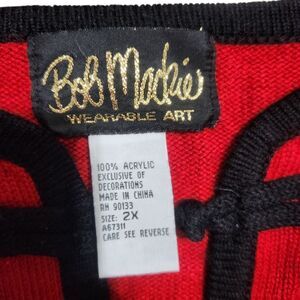 Bob Mackie
WEARABLE ART
100% ACRYLIC
EXCLUSIVE OF
DECORATIONS
MADE IN CHINA
RN 90133
SIZE: 2X
A67311
CARE SEE REVERSE